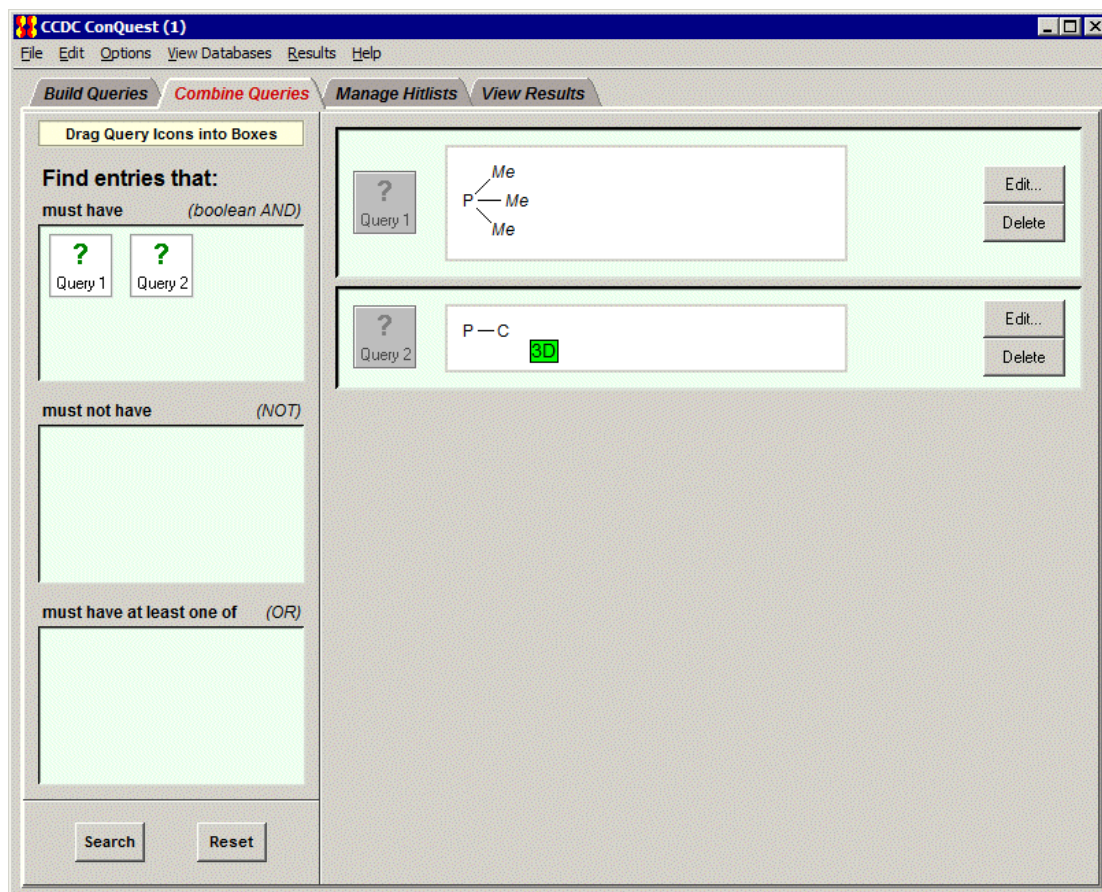 CCDC ConQuest (1)
File Edit Options View Databases Results Help
Build Queries Combine Queries Manage Hitlists View Results
Drag Query Icons into Boxes
Find entries that:
must have (boolean AND)
? ?
Query 1 Query 2
must not have (NOT)
must have at least one of (OR)
Search Reset
?
Query 1
Me
P Me
Me
Edit...
Delete
?
Query 2
P C
3D
Edit...
Delete